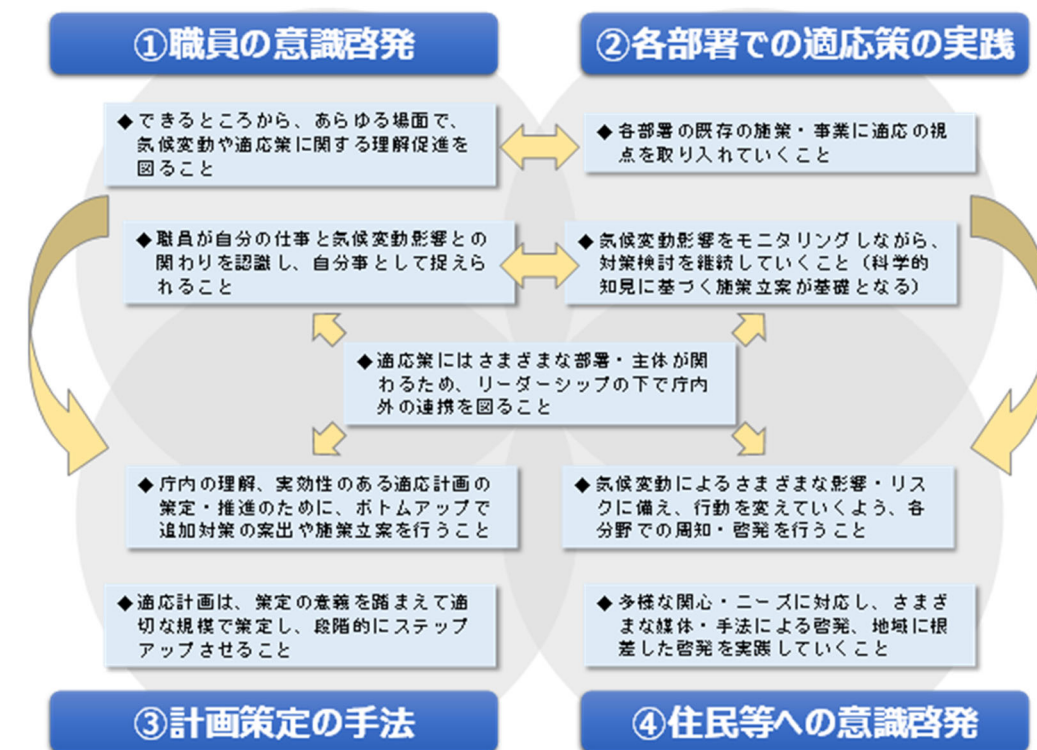 ①職員の意識啓発
②各部署での適応策の実践
◆できるところから、あらゆる場面で、
気候変動や適応策に関する理解促進を
図ること
◆各部署の既存の施策・事業に適応の視
点を取り入れていくこと
◆職員が自分の仕事と気候変動影響との
関わりを認識し、自分事として捉えら
れること
◆気候変動影響をモニタリングしながら、
対策検討を継続していくこと（科学的
知見に基づく施策立案が基礎となる）
◆適応策にはさまざまな部署・主体が関
わるため、リーダーシップの下で庁内
外の連携を図ること
◆庁内の理解、実効性のある適応計画の
策定・推進のために、ボトムアップで
追加対策の案出や施策立案を行うこと
◆気候変動によるさまざまな影響・リス
クに備え、行動を変えていくよう、各
分野での周知・啓発を行うこと
◆適応計画は、策定の意義を踏まえて適
切な規模で策定し、段階的にステップ
アップさせること
◆多様な関心・ニーズに対応し、さまざ
まな媒体・手法による啓発、地域に根
差した啓発を実践していくこと
③計画策定の手法
④住民等への意識啓発